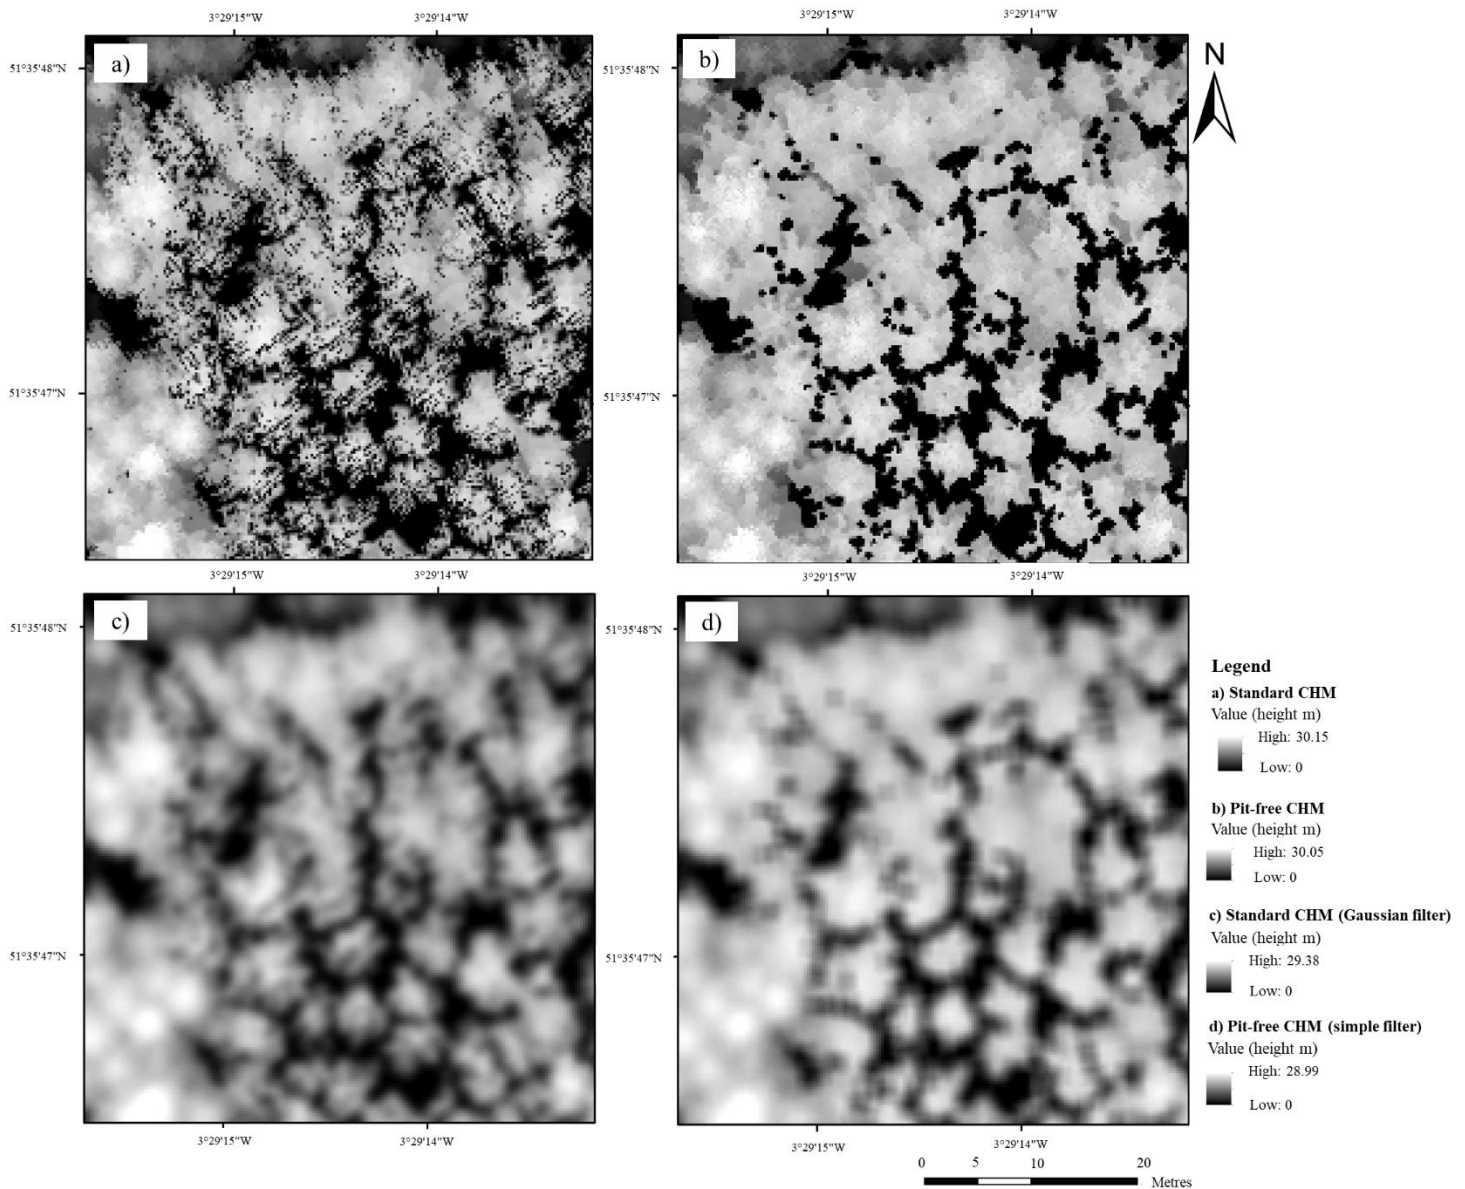 3°29'15"W 3°29'14"W
3°29'15"W 3°29'14"W
51°35'48"N
a)
51°35'48"N
b)
N
51°35'47"N
51°35'47"N
3°29'15"W 3°29'14"W
3°29'15"W 3°29'14"W
51°35'48"N
c)
51°35'48"N
d)
51°35'47"N
51°35'47"N
3°29'15"W 3°29'14"W
3°29'15"W 3°29'14"W
Legend
a) Standard CHM
Value (height m)
High: 30.15
Low: 0
b) Pit-free CHM
Value (height m)
High: 30.05
Low: 0
c) Standard CHM (Gaussian filter)
Value (height m)
High: 29.38
Low: 0
d) Pit-free CHM (simple filter)
Value (height m)
High: 28.99
Low: 0
0 5 10 20
Metres